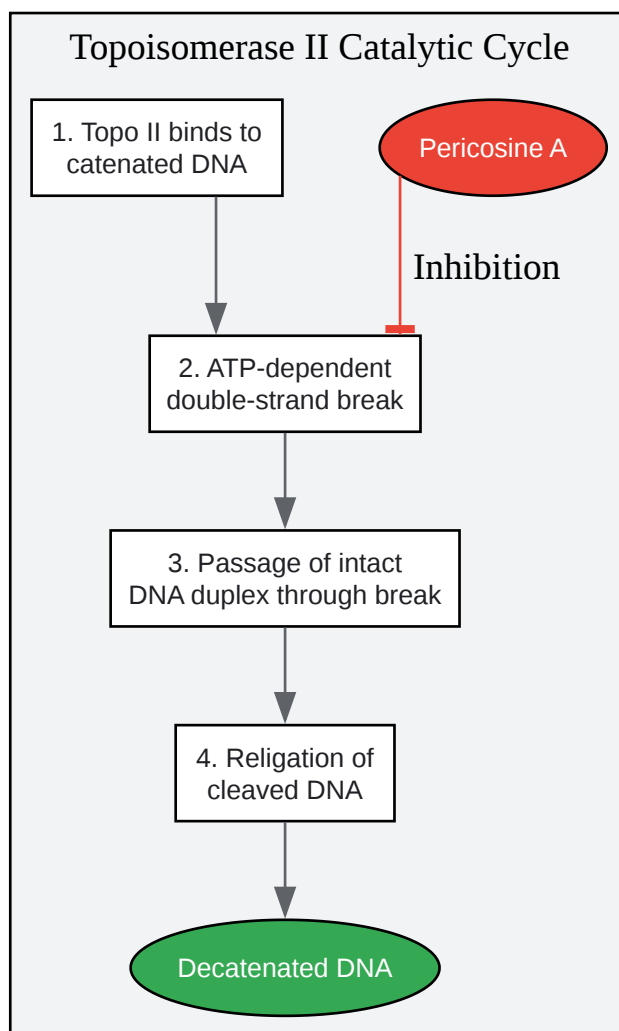 Topoisomerase II Catalytic Cycle
1. Topo II binds to
catenated DNA
Pericosine A
Inhibition
2. ATP-dependent
double-strand break
3. Passage of intact
DNA duplex through break
4. Religation of
cleaved DNA
Decatenated DNA